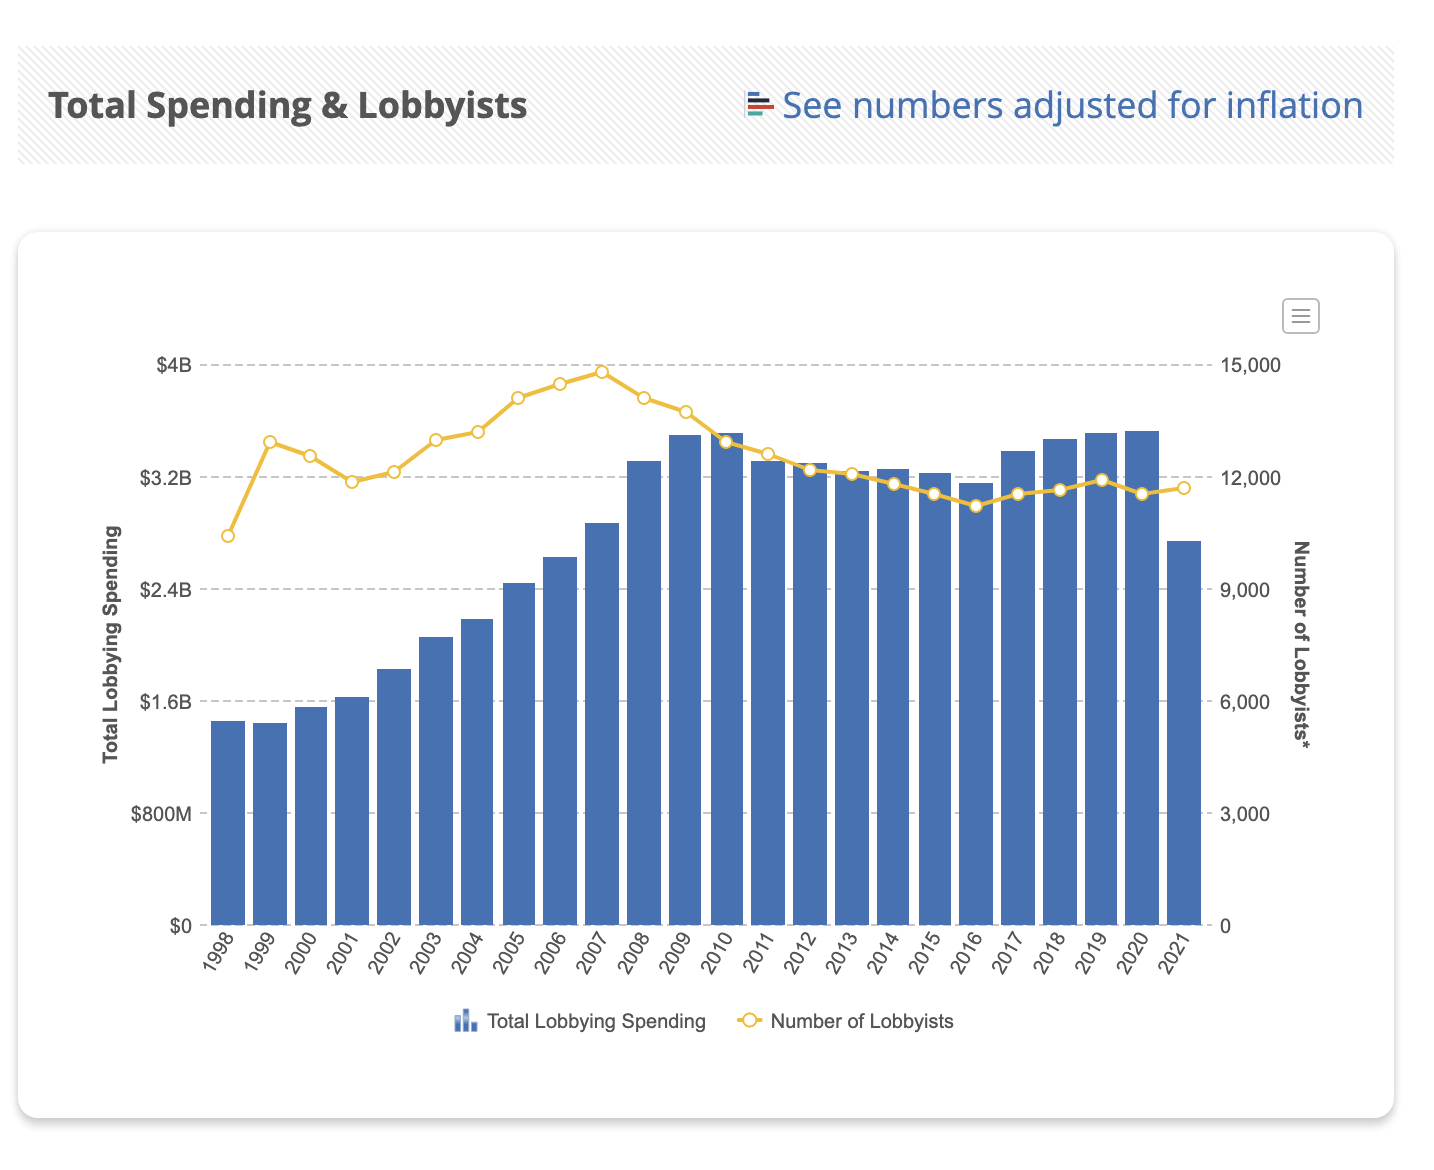 Total Spending & Lobbyists
See numbers adjusted for inflation
$4B
$3.2B
$2.4B
$1.6B
$800M
$0
Total Lobbying Spending
15,000
12,000
9,000
6,000
3,000
0
Number of Lobbyists*
1998
1999
2000
2001
2002
2003
2004
2005
2006
2007
2008
2009
2010
2011
2012
2013
2014
2015
2016
2017
2018
2019
2020
2021
Total Lobbying Spending
Number of Lobbyists